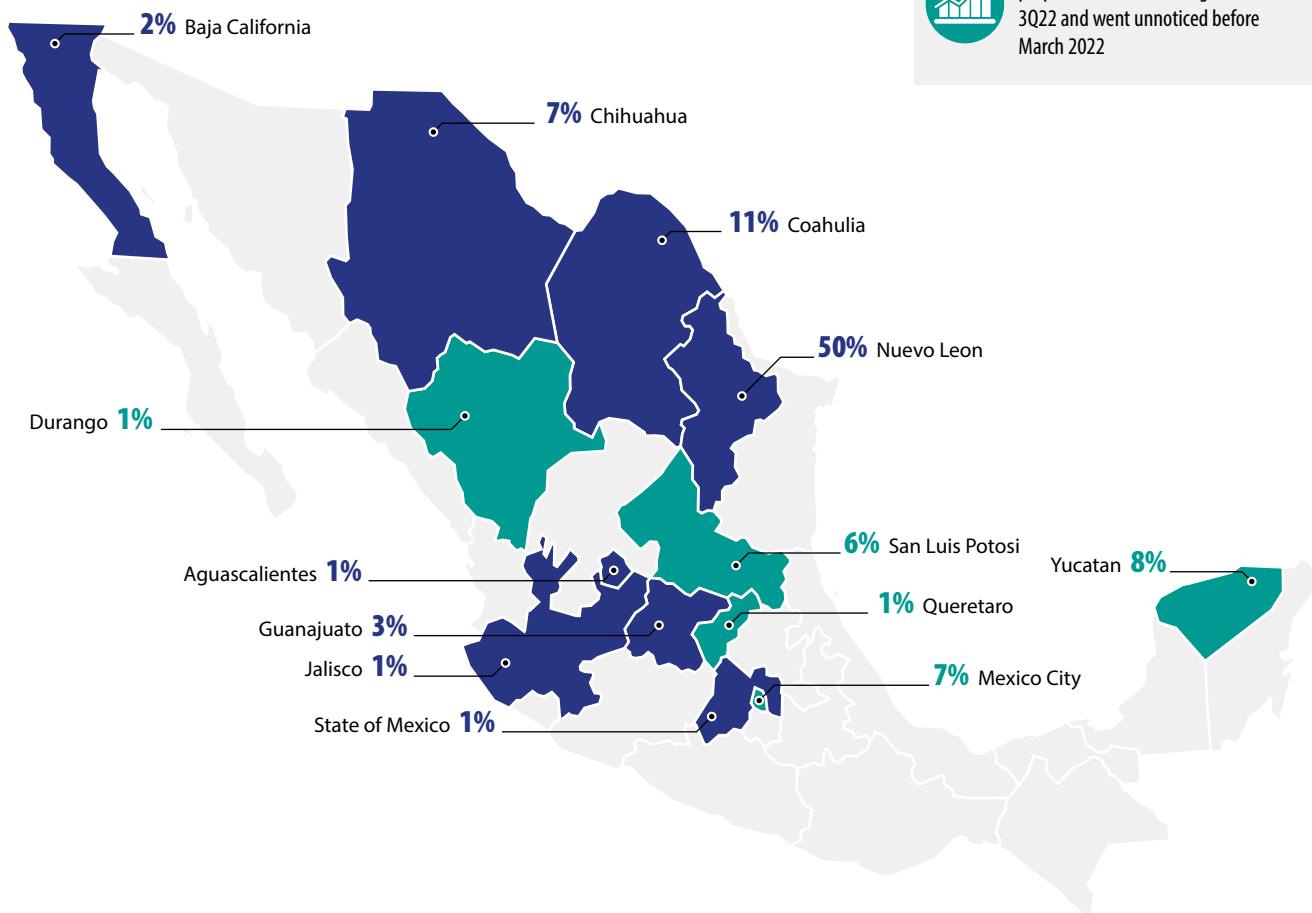 3Q22 and went unnoticed before
March 2022
2% Baja California
7% Chihuahua
11% Coahulia
50% Nuevo Leon
Durango 1%
6% San Luis Potosi
Yucatan 8%
Aguascalientes 1%
1% Queretaro
Guanajuato 3%
Jalisco 1%
7% Mexico City
State of Mexico 1%